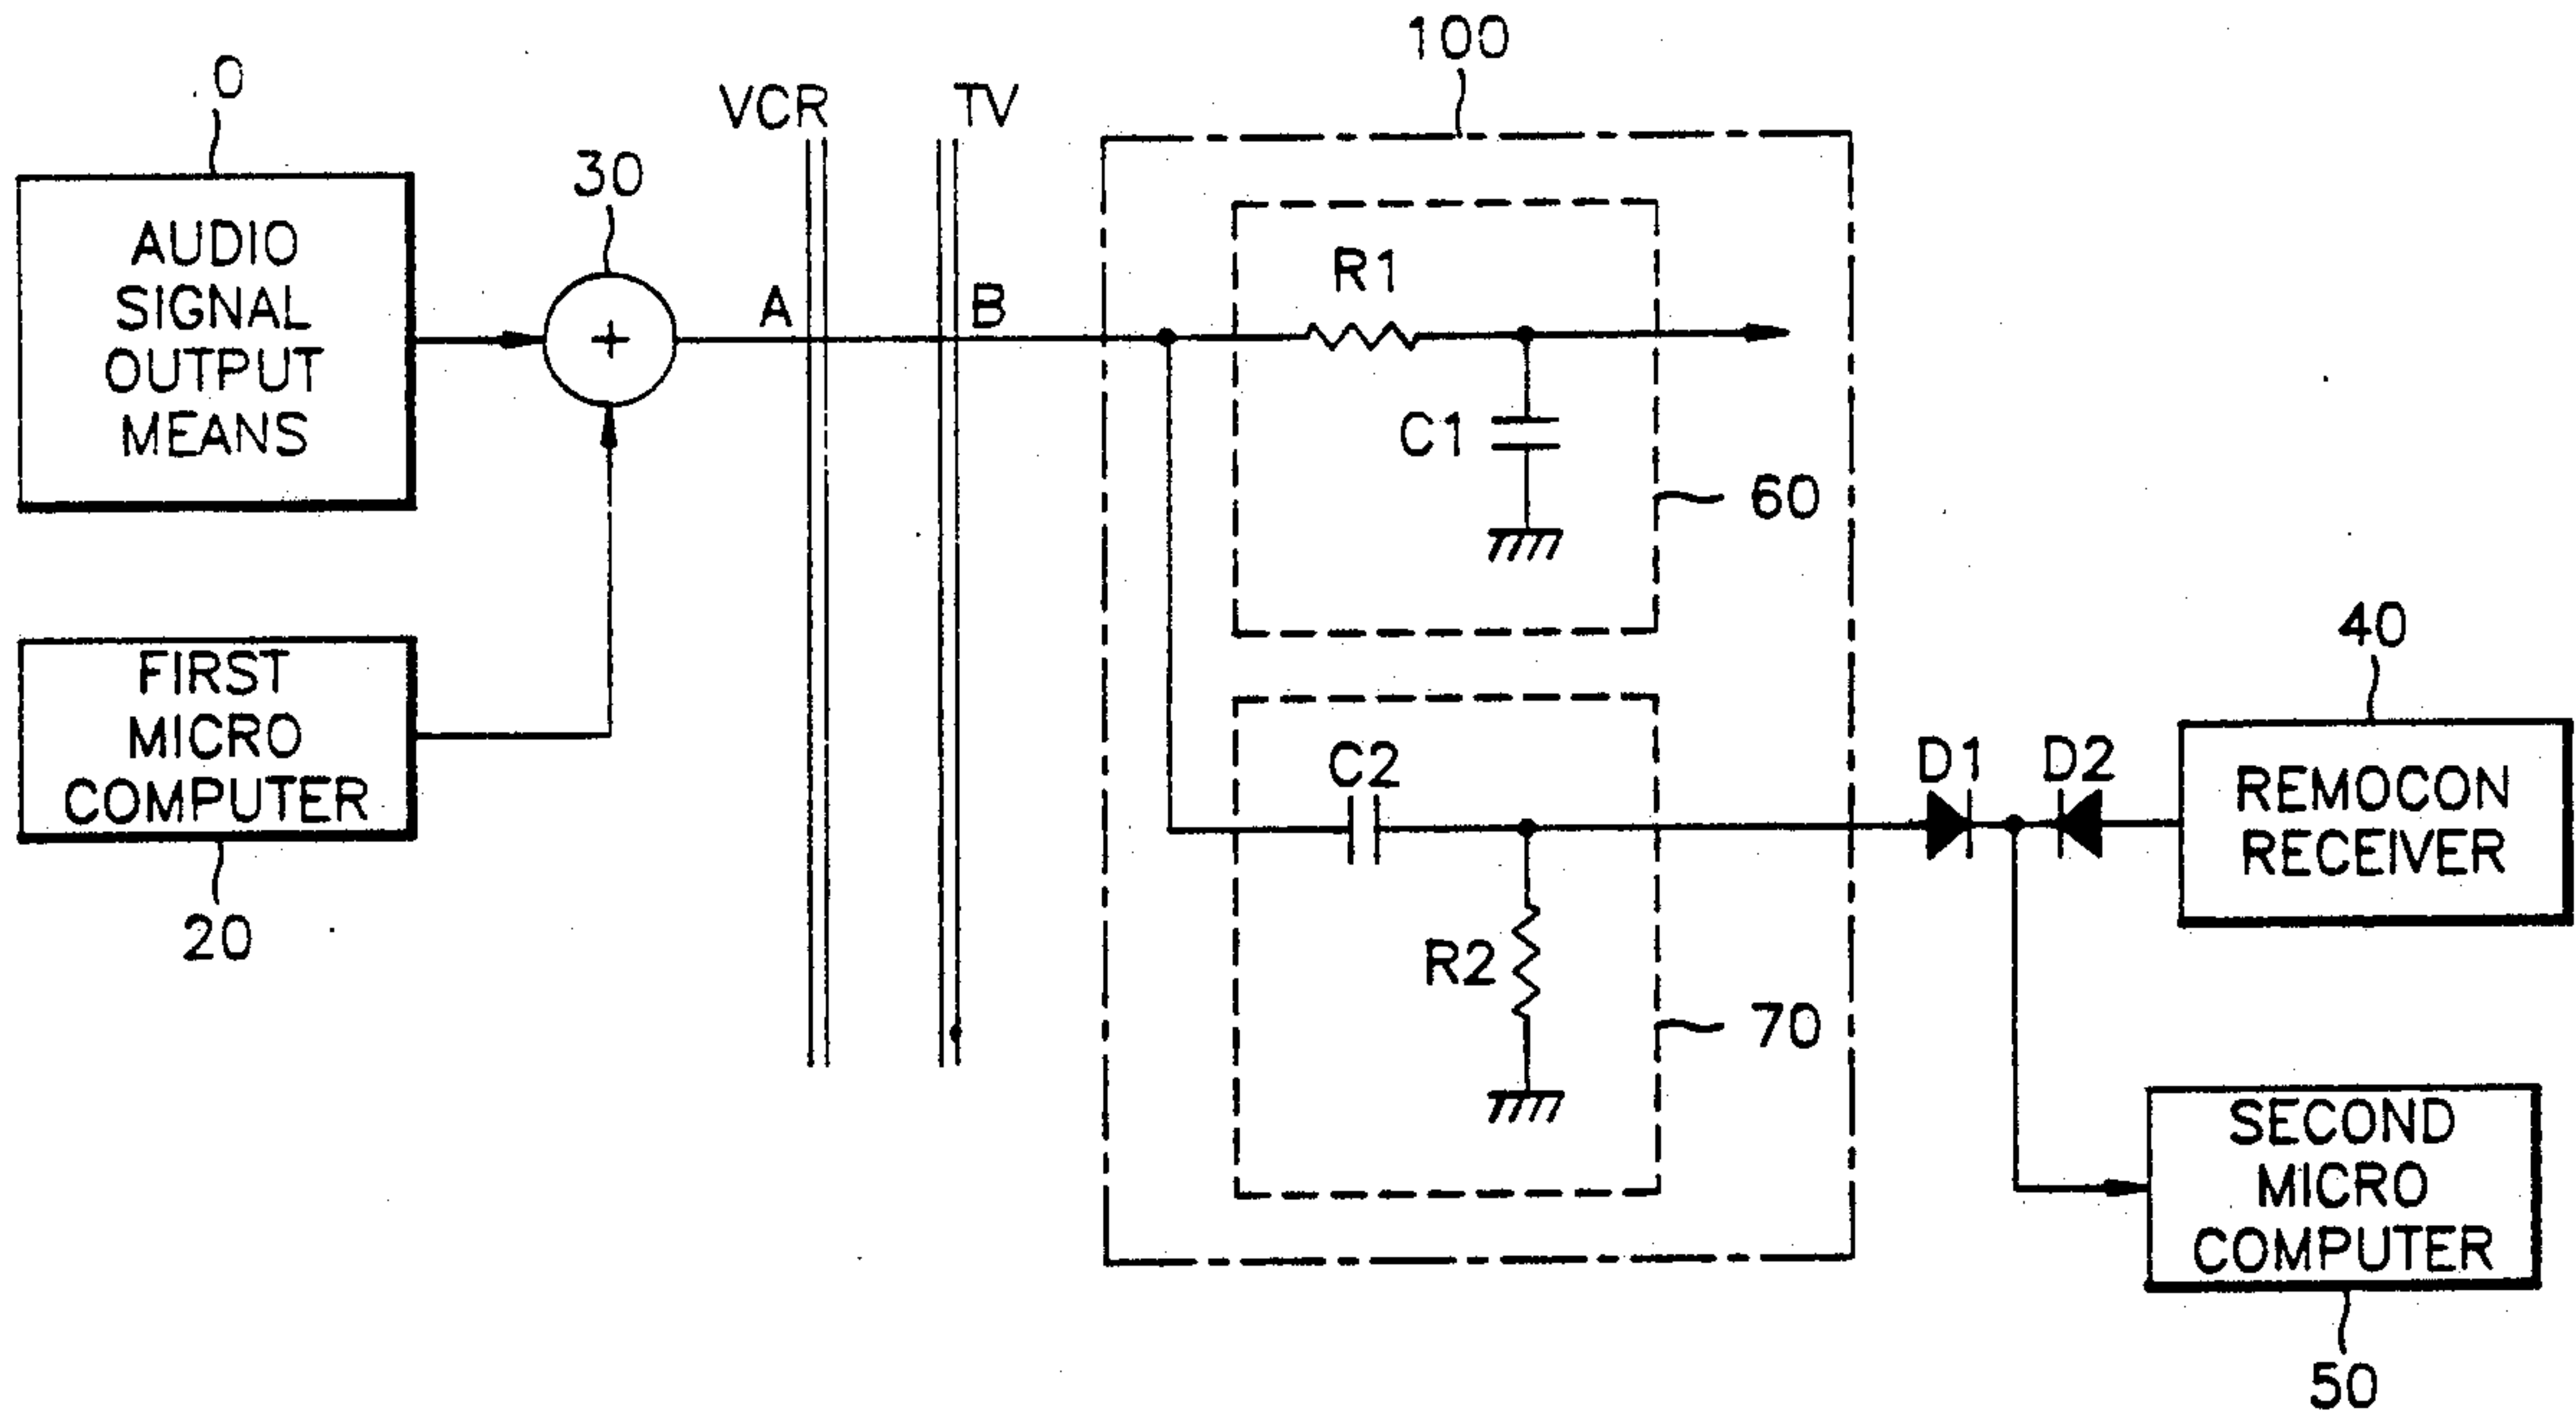 100
0
VCR
TV
30
AUDIO
SIGNAL
OUTPUT
MEANS
+
A
B
R1
C1
60
FIRST
MICRO
COMPUTER
20
40
C2
D1
D2
REMOCON
RECEIVER
R2
70
SECOND
MICRO
COMPUTER
50